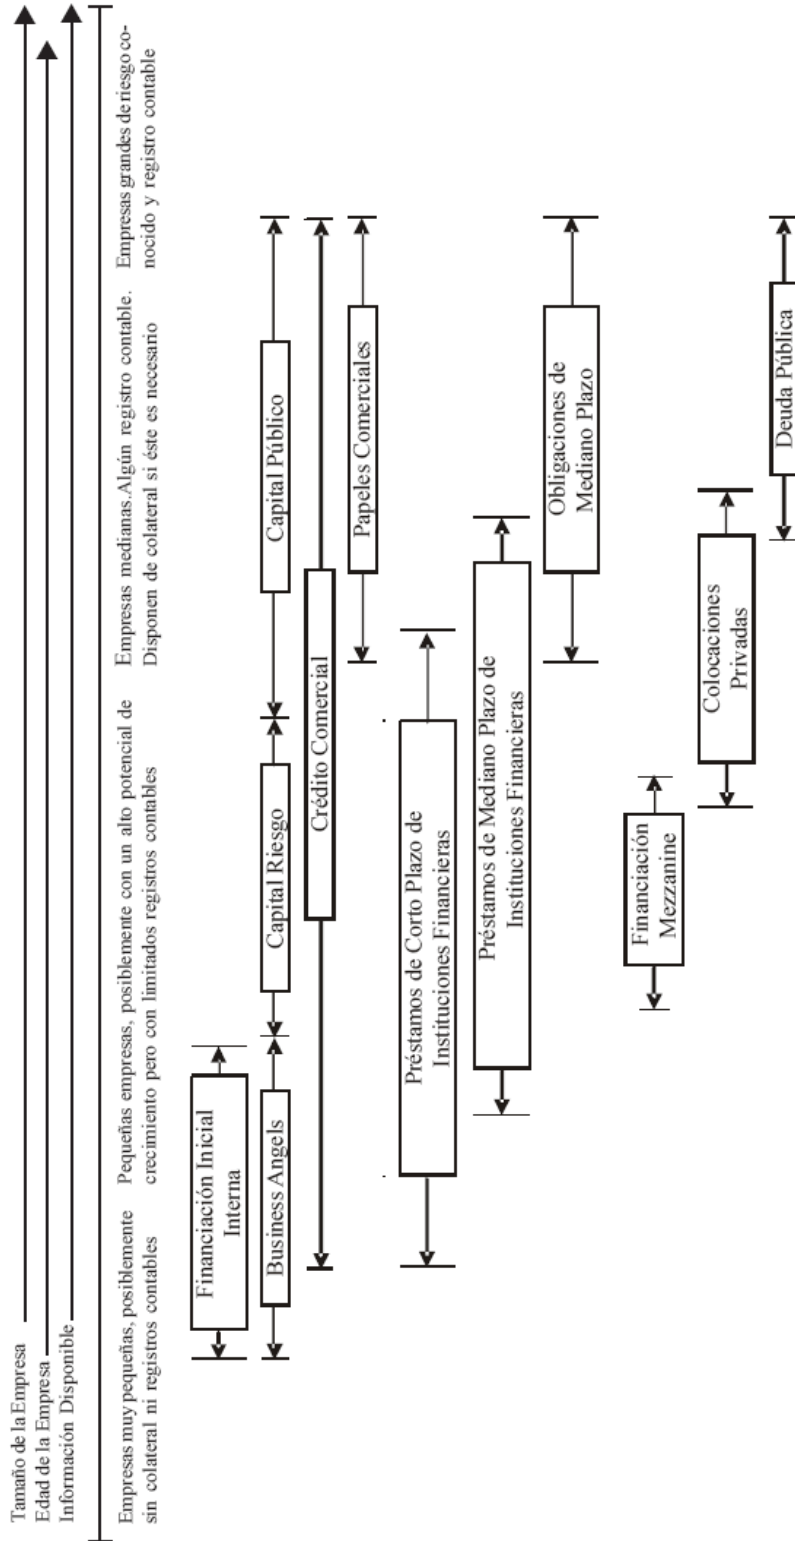 Tamaño de la Empresa
Edad de la Empresa
Información Disponible
Empresas muy pequeñas, posiblemente
sin colateral ni registros contables
Pequeñas empresas, posiblemente con un alto potencial de
crecimiento pero con limitados registros contables
Empresas medianas. Algún registro contable.
Disponen de colateral si éste es necesario
Empresas grandes de riesgo co-
nocido y registro contable
Financiación Inicial
Interna
Business Angels
Capital Riesgo
Capital Público
Crédito Comercial
Papeles Comerciales
Préstamos de Corto Plazo de
Instituciones Financieras
Préstamos de Mediano Plazo de
Instituciones Financieras
Obligaciones de
Mediano Plazo
Financiación
Mezzanine
Colocaciones
Privadas
Deuda Pública